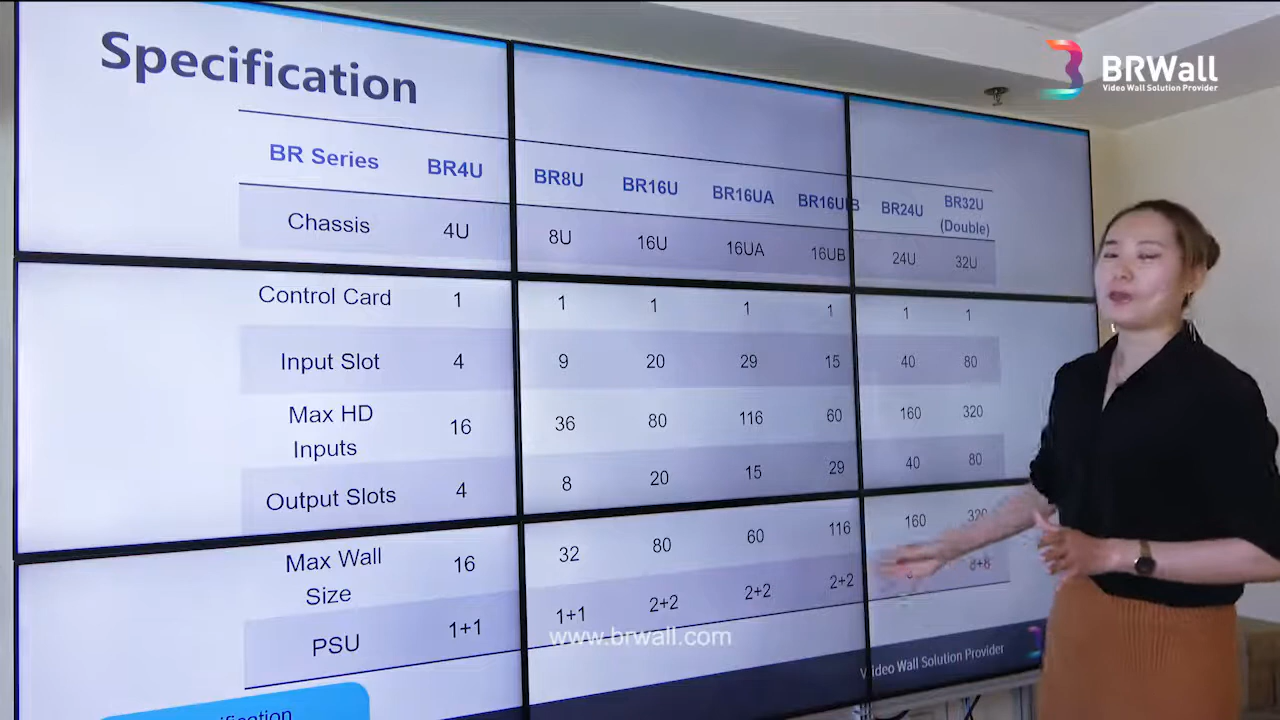 BRWall
Video Wall Solution Provider
Specification
BR Series BR4U BR8U BR16U BR16UA BR16UB BR24U BR32U
(Double)
Chassis 4U 8U 16U 16UA 16UB 24U 32U
Control Card 1 1 1 1 1 1 1
Input Slot 4 9 20 29 15 40 80
Max HD
Inputs 16 36 80 116 60 160 320
Output Slots 4 8 20 15 29 40 80
Max Wall
Size 16 32 80 60 116 160 320
PSU 1+1 1+1 2+2 2+2 2+2 8+8
www.brwall.com
Video Wall Solution Provider